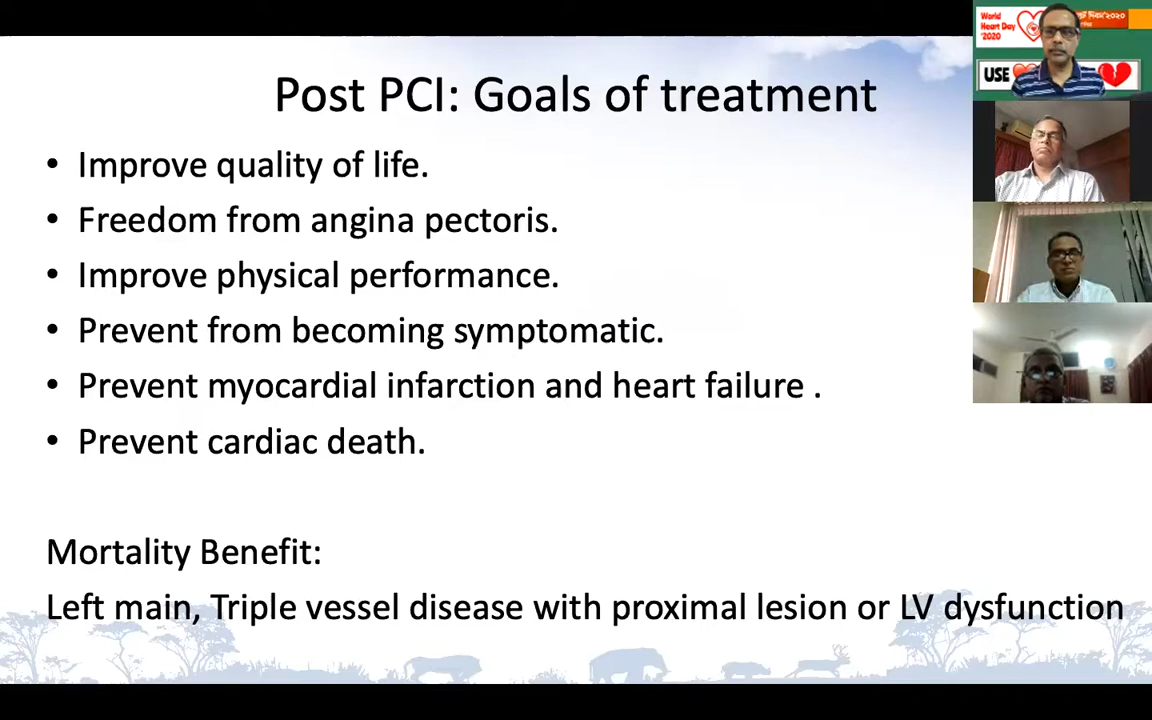 Post PCI: Goals of treatment
• Improve quality of life.
• Freedom from angina pectoris.
• Improve physical performance.
• Prevent from becoming symptomatic.
• Prevent myocardial infarction and heart failure .
• Prevent cardiac death.
Mortality Benefit:
Left main, Triple vessel disease with proximal lesion or LV dysfunction
World
Heart Day
'2020
USE